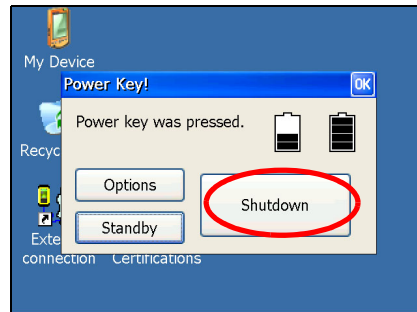 My Device
Power Key!
OK
Power key was pressed.
Recyc
Options
Shutdown
Standby
Exte
connection Certifications